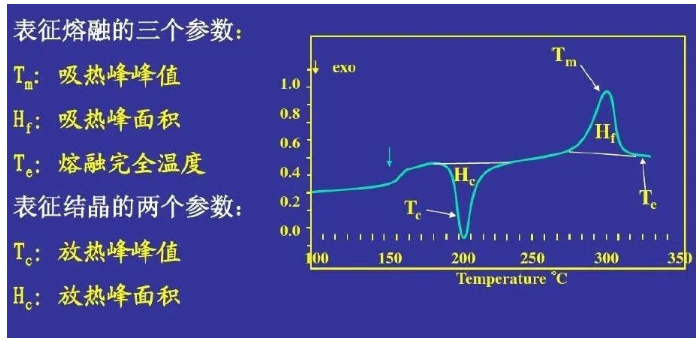 表征熔融的三个参数:
Tm: 吸热峰峰值
Hf: 吸热峰面积
Te: 熔融完全温度
表征结晶的两个参数:
Tc: 放热峰峰值
Hc: 放热峰面积
exo
Tm
1.0
0.8
0.6
0.4
0.2
0.0
Hf
Hc
Tc
Te
100 150 200 250 300 350
Temperature °C